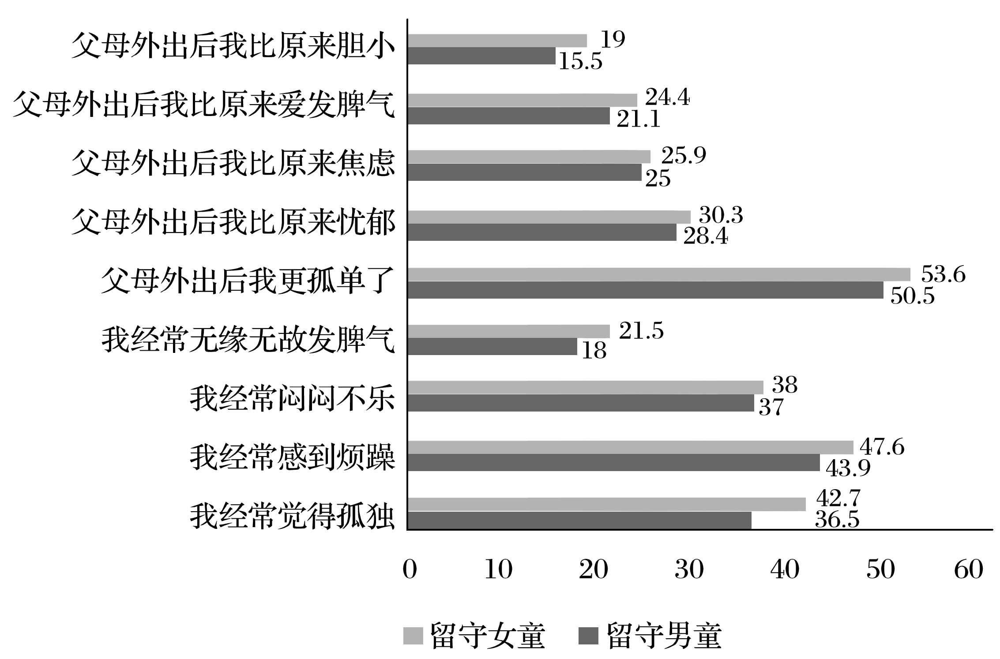 父母外出后我比原来胆小
19
15.5
父母外出后我比原来爱发脾气
24.4
21.1
父母外出后我比原来焦虑
25.9
25
父母外出后我比原来忧郁
30.3
28.4
父母外出后我更孤单了
53.6
50.5
我经常无缘无故发脾气
21.5
18
我经常闷闷不乐
38
37
我经常感到烦躁
47.6
43.9
我经常觉得孤独
42.7
36.5
0 10 20 30 40 50 60
留守女童 留守男童